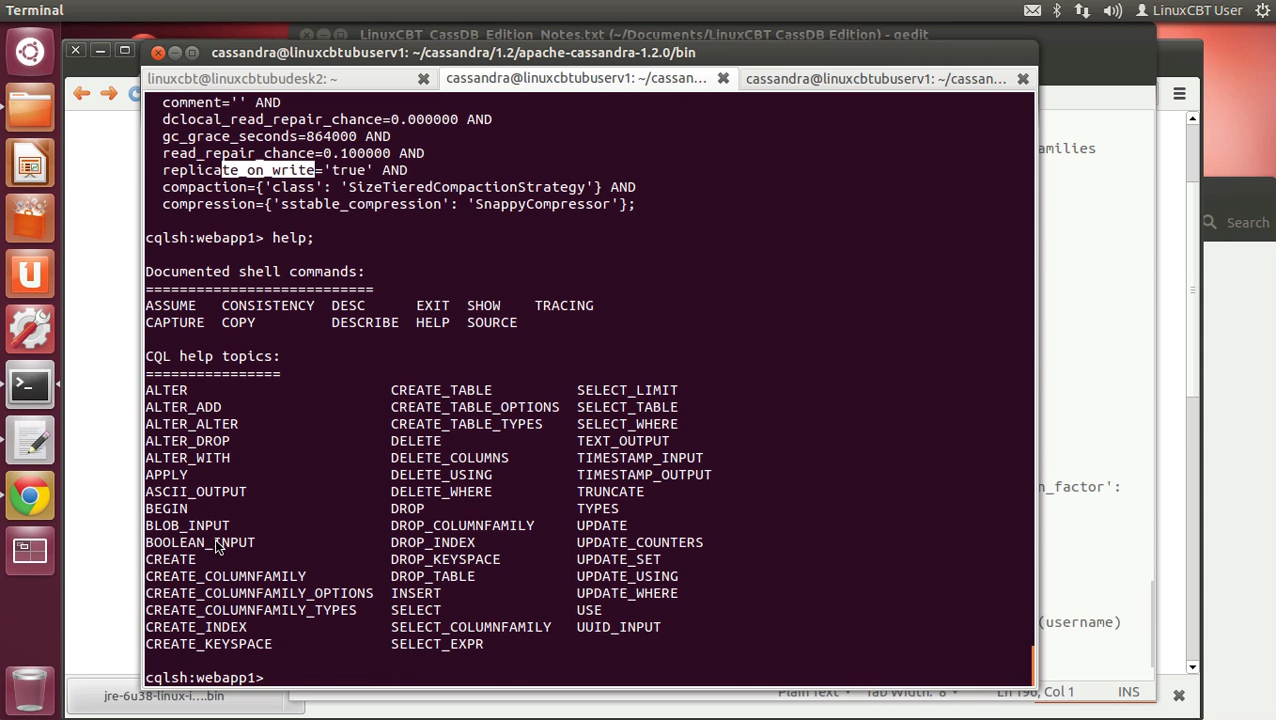 Terminal
LinuxCBT User
LinuxCBT_CassDB_Edition_Notes.txt (~/Documents/LinuxCBT CassDB Edition) - gedit
cassandra@linuxcbtubuserv1: ~/cassandra/1.2/apache-cassandra-1.2.0/bin
linuxcbt@linuxcbtubudesk2: ~
cassandra@linuxcbtubuserv1: ~/cassan...
cassandra@linuxcbtubuserv1: ~/cassan...
comment='' AND
dclocal_read_repair_chance=0.000000 AND
gc_grace_seconds=864000 AND
read_repair_chance=0.100000 AND
replicate_on_write='true' AND
compaction={'class': 'SizeTieredCompactionStrategy'} AND
compression={'sstable_compression': 'SnappyCompressor'};
cqlsh:webapp1> help;
Documented shell commands:
===========================
ASSUME CONSISTENCY DESC EXIT SHOW TRACING
CAPTURE COPY DESCRIBE HELP SOURCE
CQL help topics:
================
ALTER CREATE_TABLE SELECT_LIMIT
ALTER_ADD CREATE_TABLE_OPTIONS SELECT_TABLE
ALTER_ALTER CREATE_TABLE_TYPES SELECT_WHERE
ALTER_DROP DELETE TEXT_OUTPUT
ALTER_WITH DELETE_COLUMNS TIMESTAMP_INPUT
APPLY DELETE_USING TIMESTAMP_OUTPUT
ASCII_OUTPUT DELETE_WHERE TRUNCATE
BEGIN DROP TYPES
BLOB_INPUT DROP_COLUMNFAMILY UPDATE
BOOLEAN_INPUT DROP_INDEX UPDATE_COUNTERS
CREATE DROP_KEYSPACE UPDATE_SET
CREATE_COLUMNFAMILY DROP_TABLE UPDATE_USING
CREATE_COLUMNFAMILY_OPTIONS INSERT UPDATE_WHERE
CREATE_COLUMNFAMILY_TYPES SELECT USE
CREATE_INDEX SELECT_COLUMNFAMILY UUID_INPUT
CREATE_KEYSPACE SELECT_EXPR
cqlsh:webapp1>
amilies
Search
n_factor':
(username)
jre-6u38-linux-i....bin
Plain Text
Tab Width: 8
Ln 196, Col 1
INS